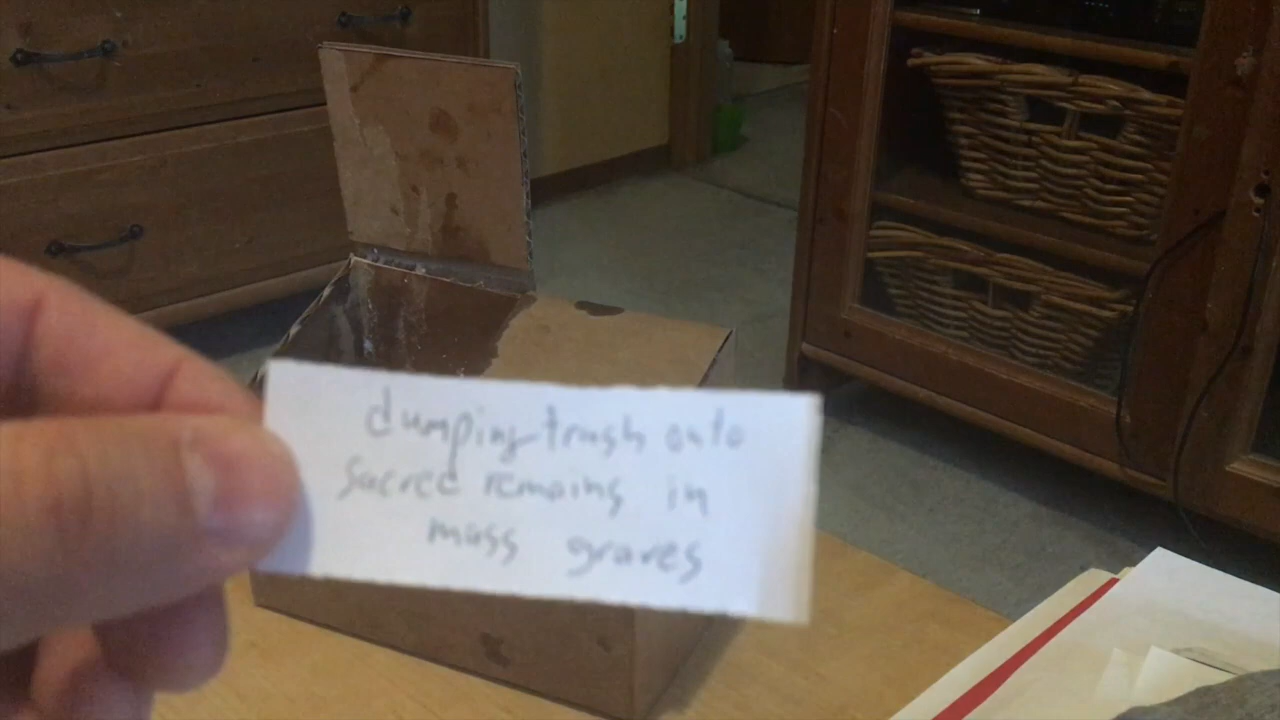 dumping trash onto
sacred remains in
mass graves